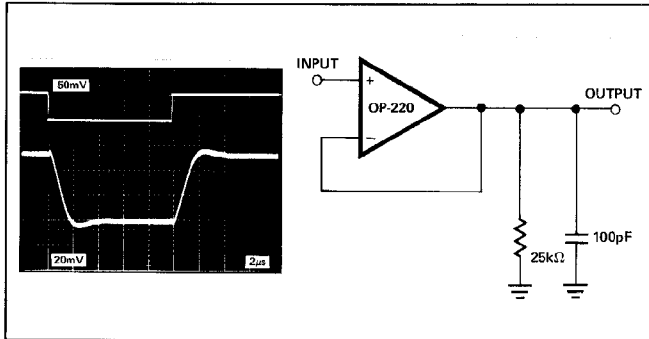 50mV
20mV
2µs
INPUT
+
OP-220
−
OUTPUT
25kΩ
100pF